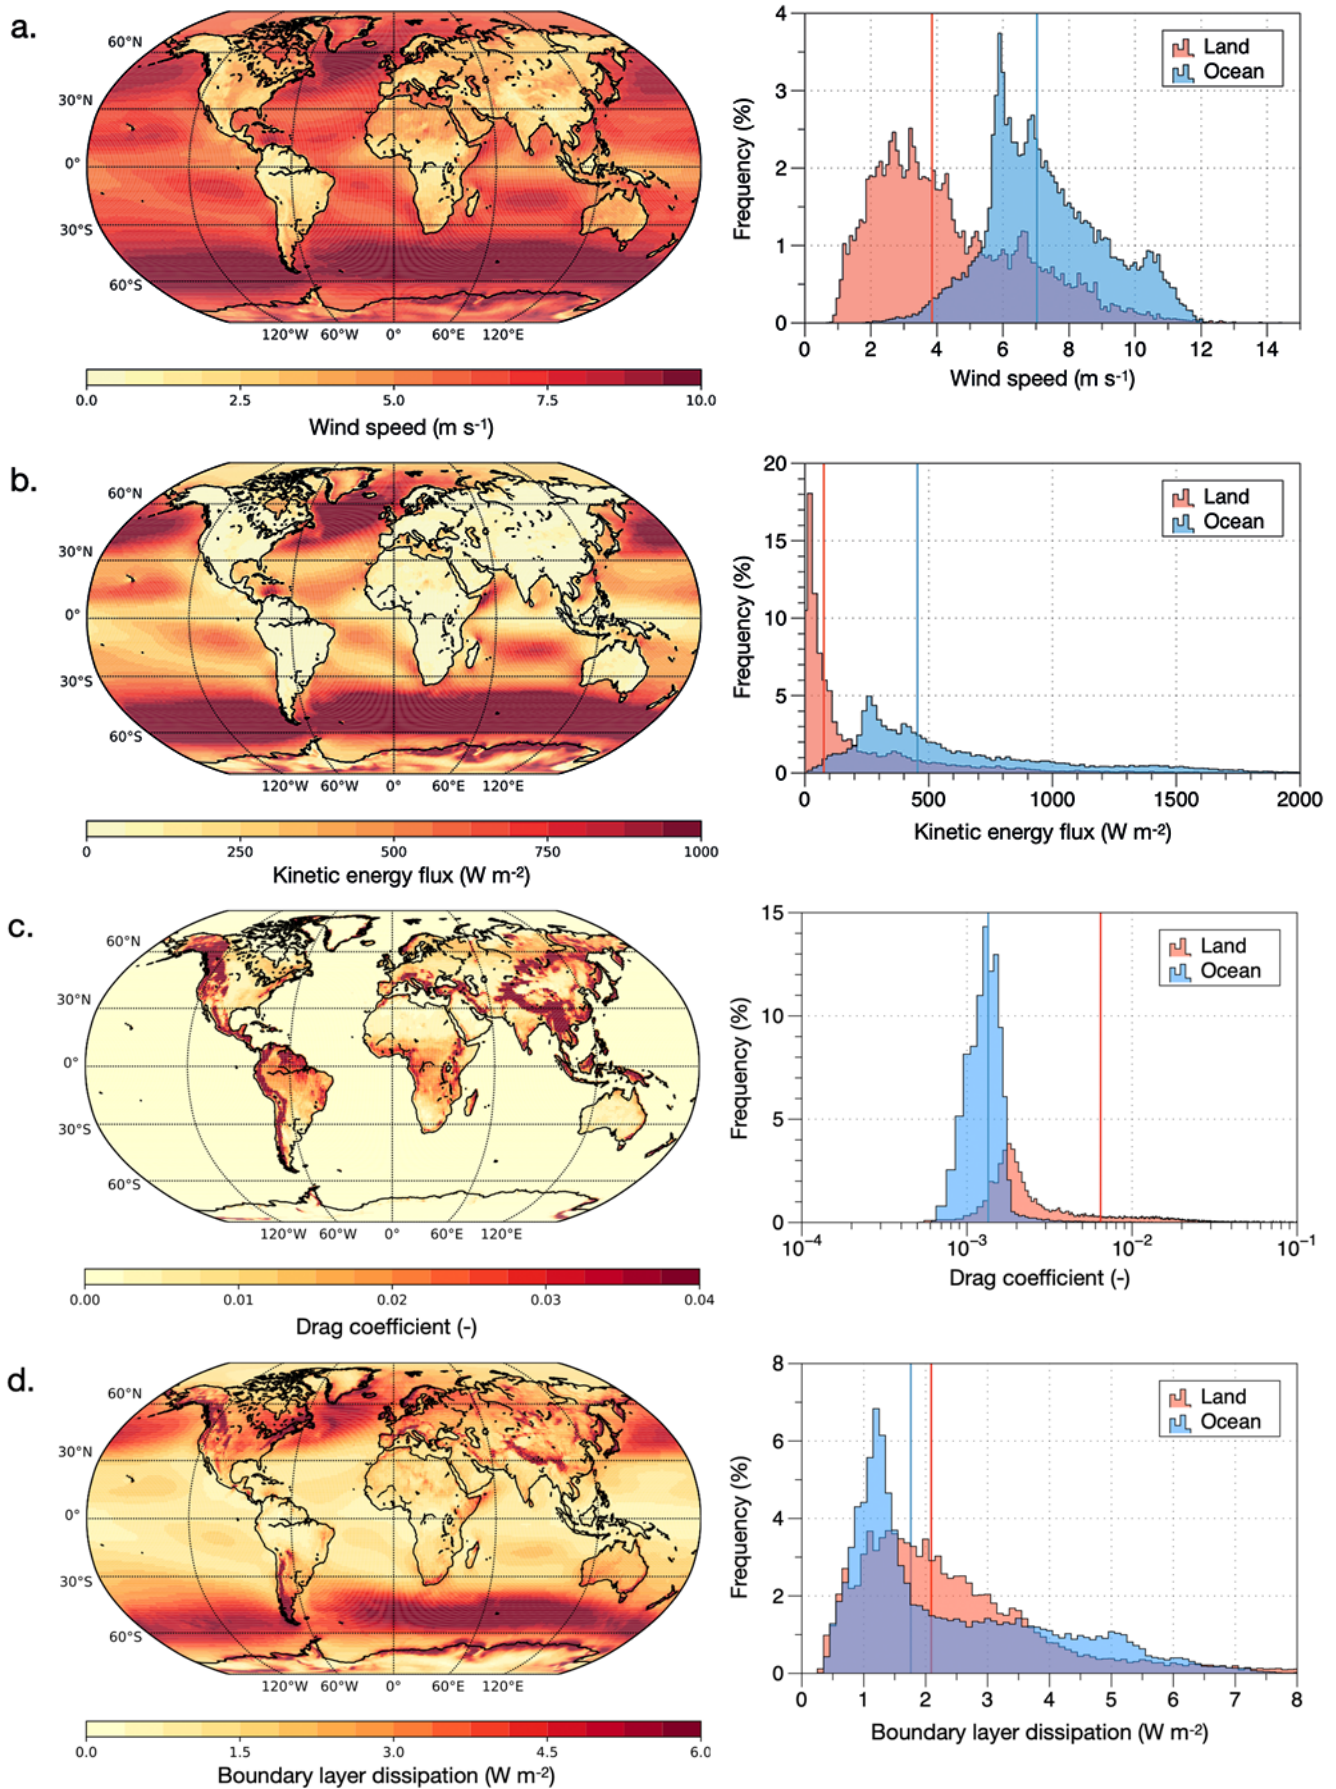 a.
60°N
30°N
0°
30°S
60°S
120°W 60°W 0° 60°E 120°E
0.0 2.5 5.0 7.5 10.0
Wind speed (m s-1)
4
3
2
1
0
Frequency (%)
Land
Ocean
0 2 4 6 8 10 12 14
Wind speed (m s-1)
b.
60°N
30°N
0°
30°S
60°S
120°W 60°W 0° 60°E 120°E
0 250 500 750 1000
Kinetic energy flux (W m-2)
20
15
10
5
0
Frequency (%)
Land
Ocean
0 500 1000 1500 2000
Kinetic energy flux (W m-2)
c.
60°N
30°N
0°
30°S
60°S
120°W 60°W 0° 60°E 120°E
0.00 0.01 0.02 0.03 0.04
Drag coefficient (-)
15
10
5
0
Frequency (%)
Land
Ocean
10−4 10−3 10−2 10−1
Drag coefficient (-)
d.
60°N
30°N
0°
30°S
60°S
120°W 60°W 0° 60°E 120°E
0.0 1.5 3.0 4.5 6.0
Boundary layer dissipation (W m-2)
8
6
4
2
0
Frequency (%)
Land
Ocean
0 1 2 3 4 5 6 7 8
Boundary layer dissipation (W m-2)